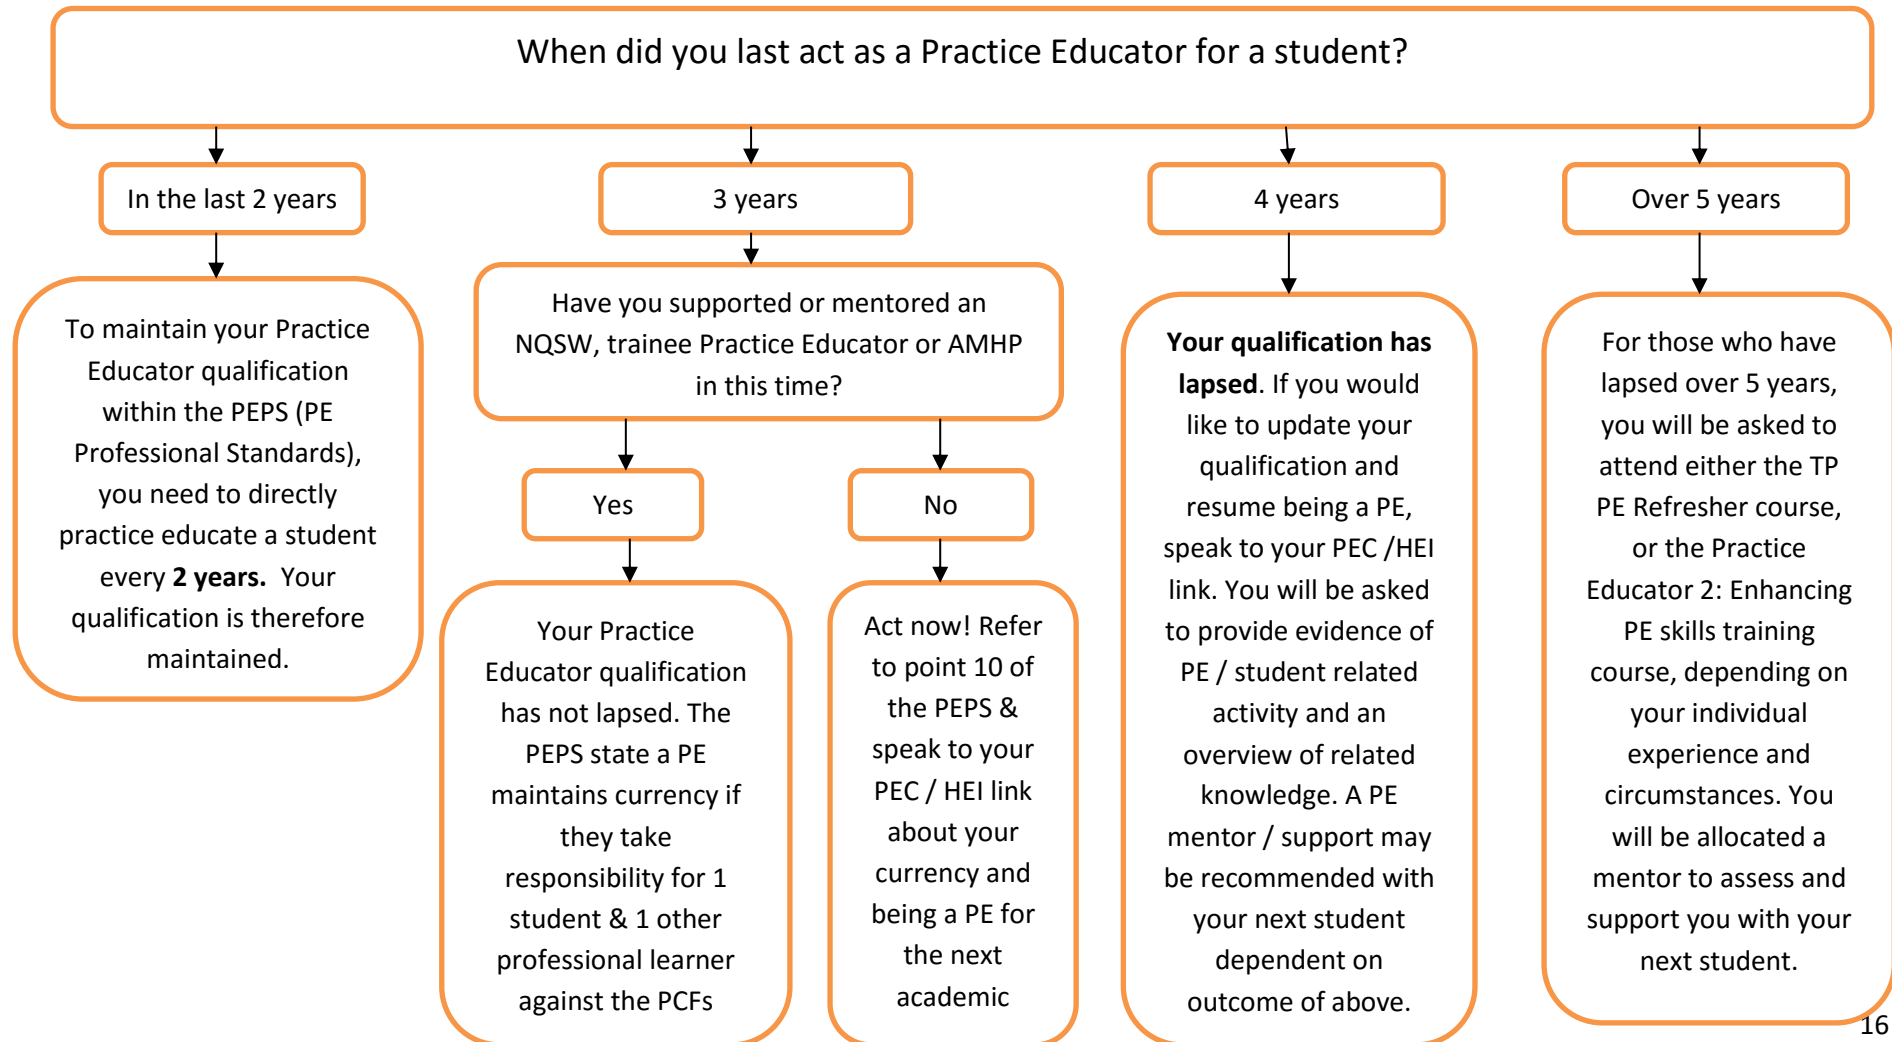 When did you last act as a Practice Educator for a student?
In the last 2 years
3 years
4 years
Over 5 years
To maintain your Practice
Educator qualification
within the PEPS (PE
Professional Standards),
you need to directly
practice educate a student
every 2 years.  Your
qualification is therefore
maintained.
Have you supported or mentored an
NQSW, trainee Practice Educator or AMHP
in this time?
Yes
No
Your Practice
Educator qualification
has not lapsed. The
PEPS state a PE
maintains currency if
they take
responsibility for 1
student & 1 other
professional learner
against the PCFs
Act now! Refer
to point 10 of
the PEPS &
speak to your
PEC / HEI link
about your
currency and
being a PE for
the next
academic
Your qualification has
lapsed. If you would
like to update your
qualification and
resume being a PE,
speak to your PEC /HEI
link. You will be asked
to provide evidence of
PE / student related
activity and an
overview of related
knowledge. A PE
mentor / support may
be recommended with
your next student
dependent on
outcome of above.
For those who have
lapsed over 5 years,
you will be asked to
attend either the TP
PE Refresher course,
or the Practice
Educator 2: Enhancing
PE skills training
course, depending on
your individual
experience and
circumstances. You
will be allocated a
mentor to assess and
support you with your
next student.
16